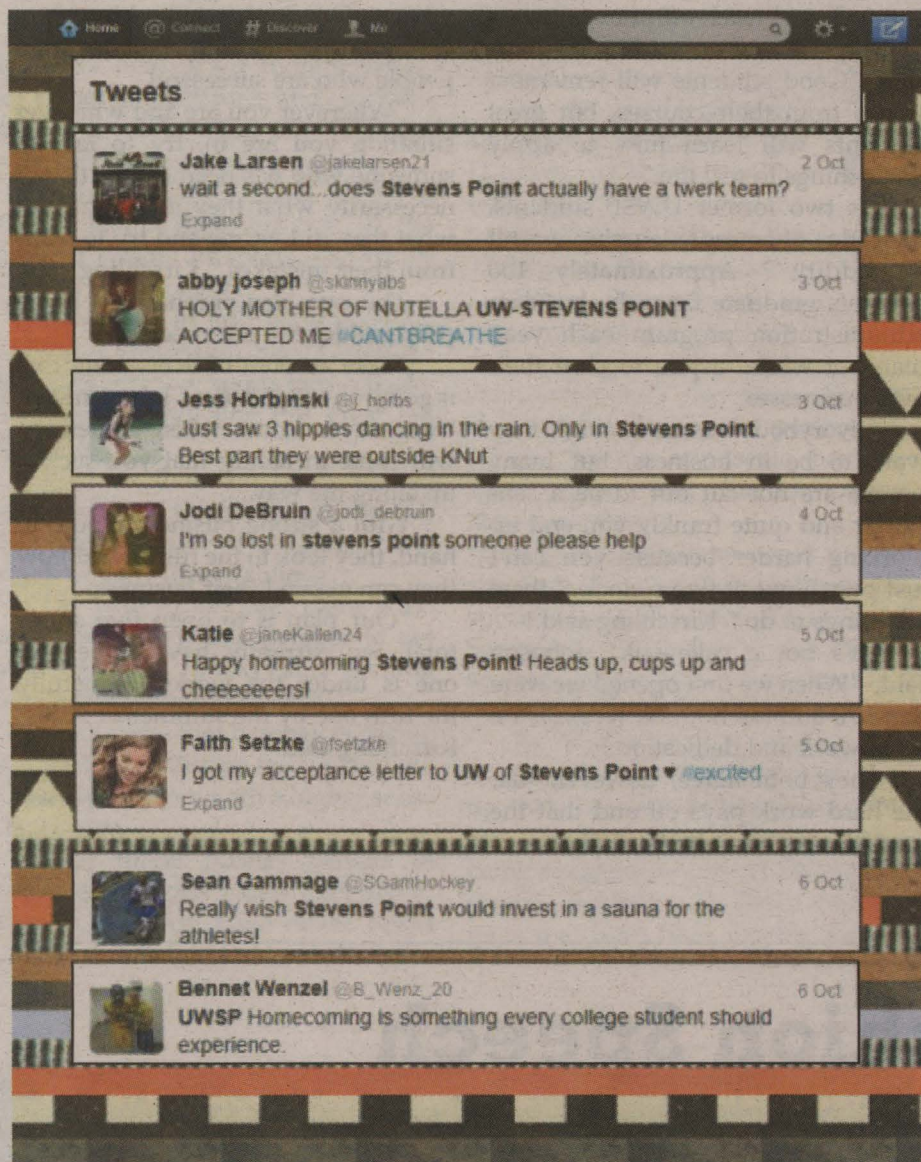 Home @ Connect # Discover Me
Tweets
Jake Larsen @jakelarsen21 2 Oct
wait a second...does Stevens Point actually have a twerk team?
Expand
abby joseph @skinnyabs 3 Oct
HOLY MOTHER OF NUTELLA UW-STEVENS POINT
ACCEPTED ME #CANTBREATHE
Jess Horbinski @j_horbs 3 Oct
Just saw 3 hippies dancing in the rain. Only in Stevens Point.
Best part they were outside KNut
Jodi DeBruin @jodi_debruin 4 Oct
I'm so lost in stevens point someone please help
Expand
Katie @janeKallen24 5 Oct
Happy homecoming Stevens Point! Heads up, cups up and
cheeeeeeers!
Faith Setzke @fsetzke 5 Oct
I got my acceptance letter to UW of Stevens Point ♥ #excited
Expand
Sean Gammage @SGamHockey 6 Oct
Really wish Stevens Point would invest in a sauna for the
athletes!
Bennet Wenzel @B_Wenz_20 6 Oct
UWSP Homecoming is something every college student should
experience.